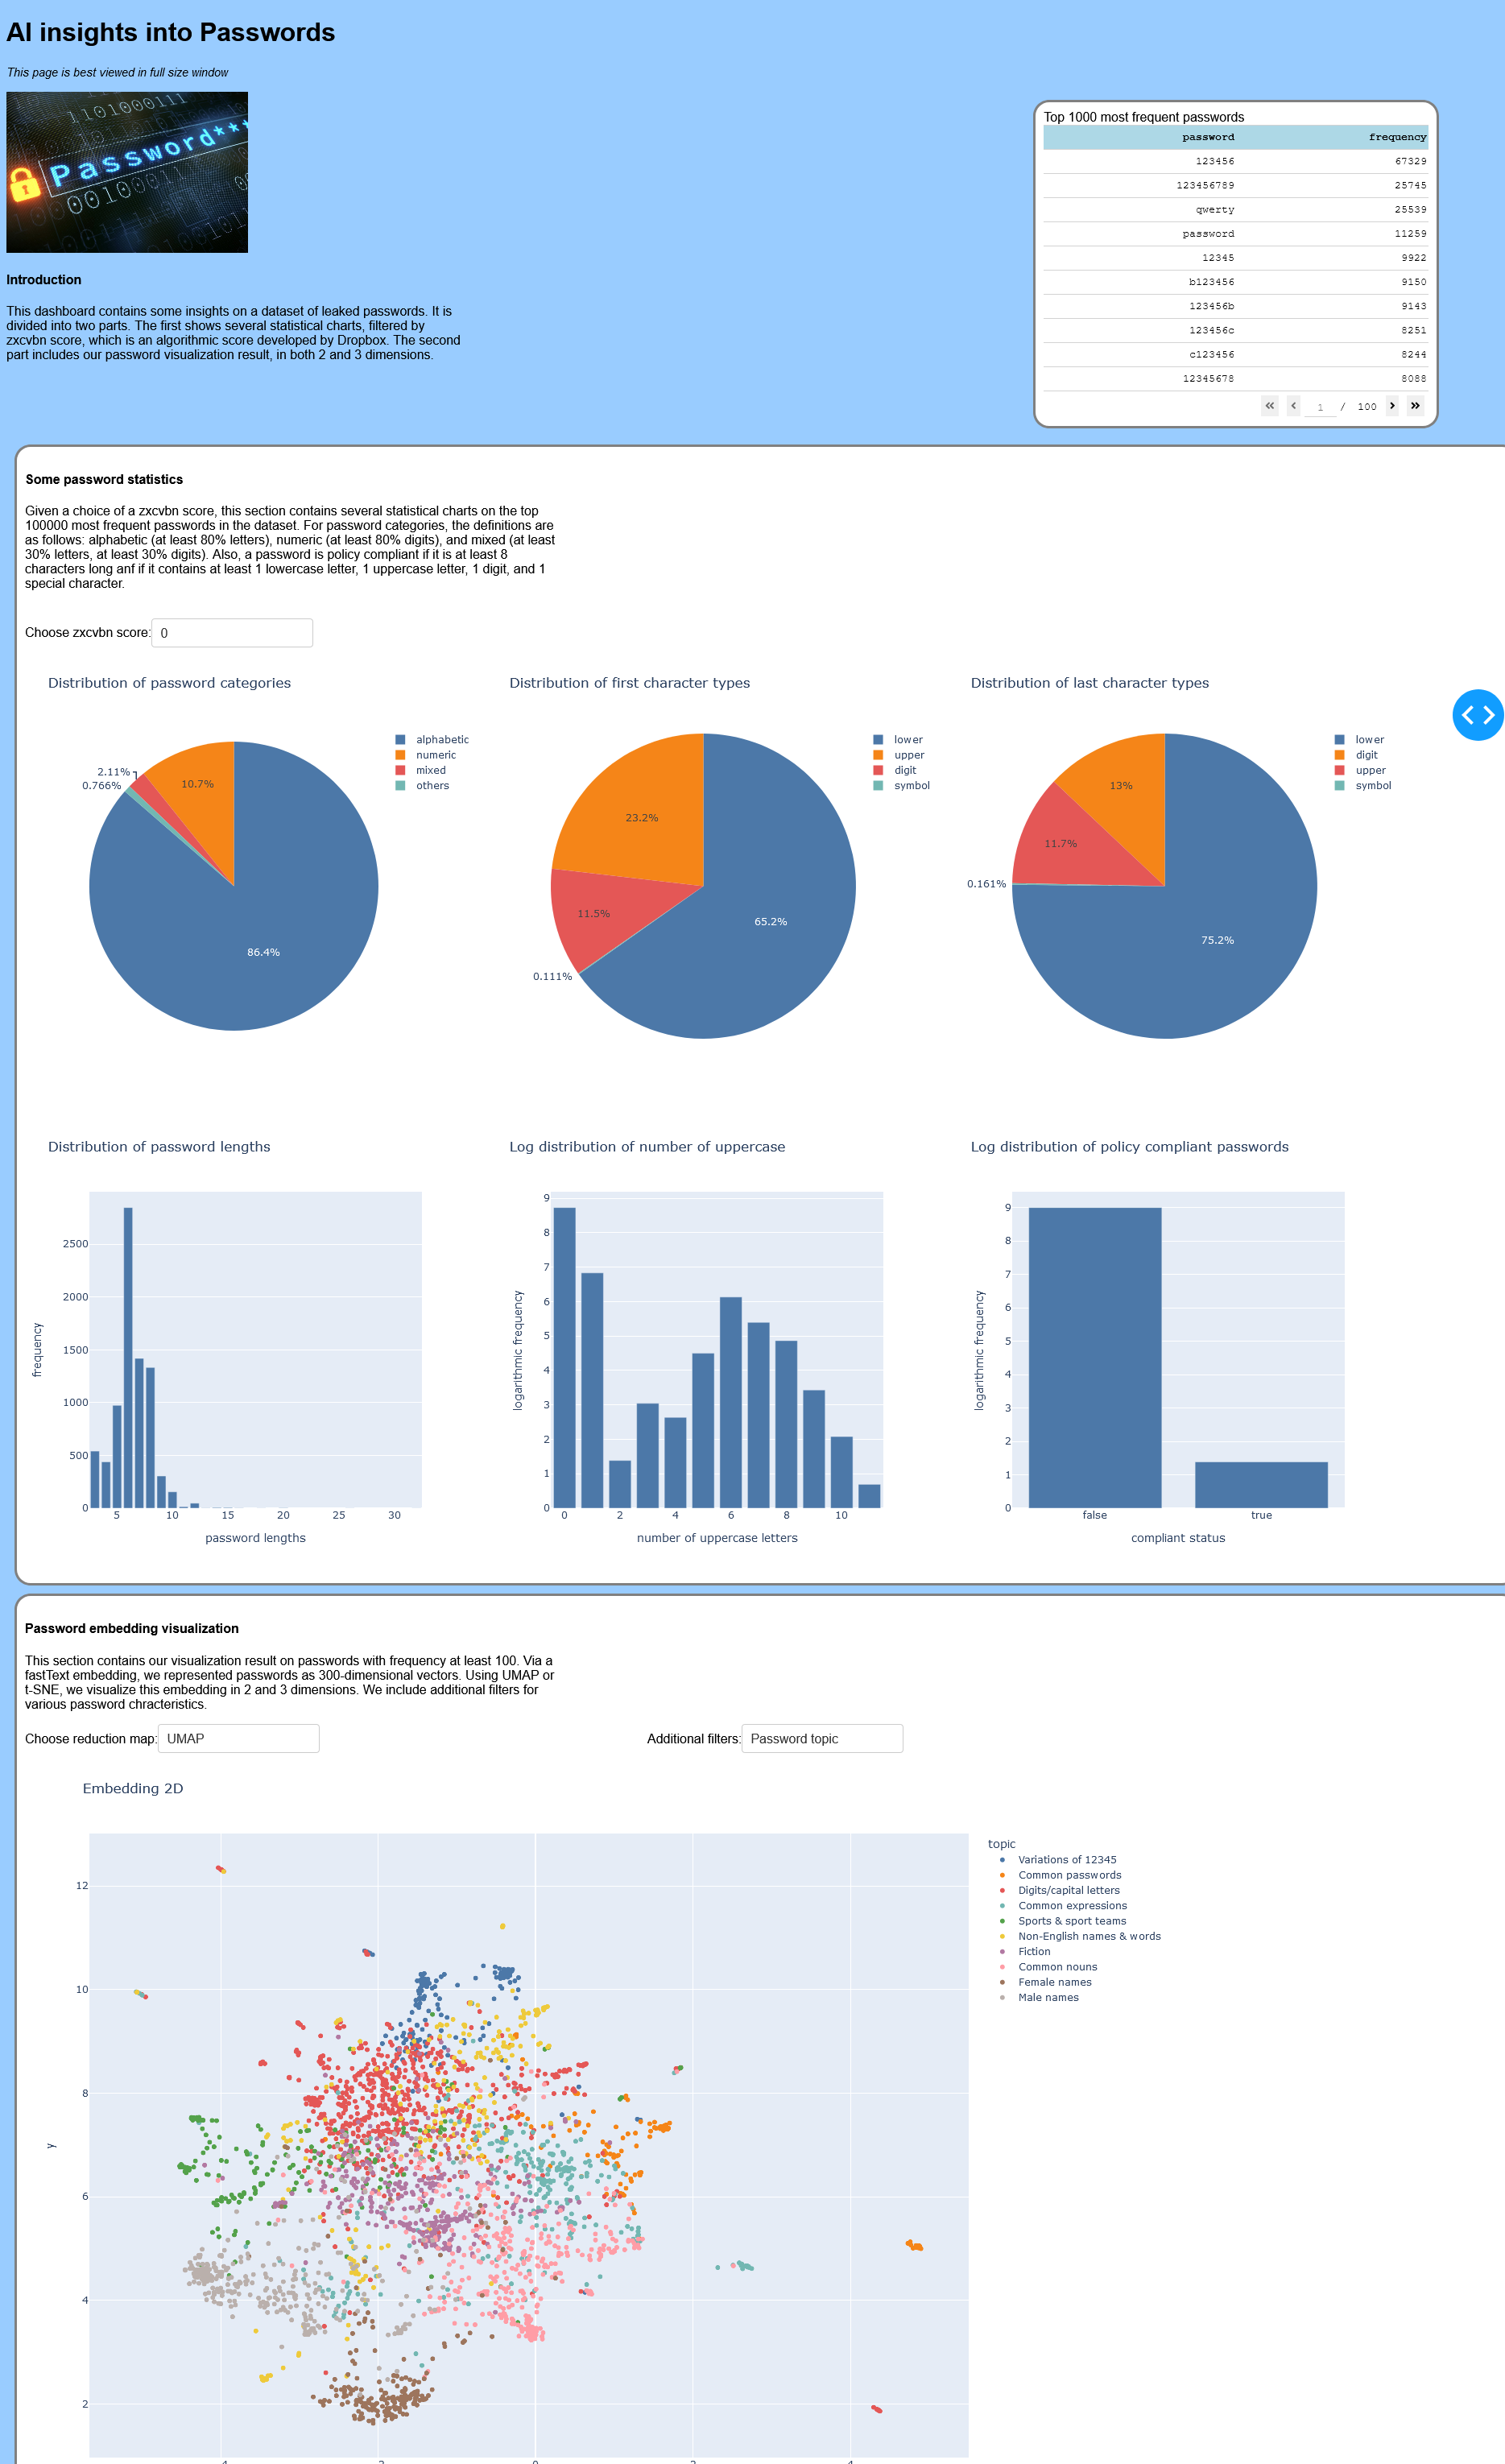 AI insights into Passwords
This page is best viewed in full size window
1101000111
Password***
00100011
Introduction
This dashboard contains some insights on a dataset of leaked passwords. It is
divided into two parts. The first shows several statistical charts, filtered by
zxcvbn score, which is an algorithmic score developed by Dropbox. The second
part includes our password visualization result, in both 2 and 3 dimensions.
Top 1000 most frequent passwords
password frequency
123456 67329
123456789 25745
qwerty 25539
password 11259
12345 9922
b123456 9150
123456b 9143
123456c 8251
c123456 8244
12345678 8088
1 / 100
Some password statistics
Given a choice of a zxcvbn score, this section contains several statistical charts on the top
100000 most frequent passwords in the dataset. For password categories, the definitions are
as follows: alphabetic (at least 80% letters), numeric (at least 80% digits), and mixed (at least
30% letters, at least 30% digits). Also, a password is policy compliant if it is at least 8
characters long anf if it contains at least 1 lowercase letter, 1 uppercase letter, 1 digit, and 1
special character.
Choose zxcvbn score: 0
Distribution of password categories
alphabetic
numeric
mixed
others
2.11%
0.766%
10.7%
86.4%
Distribution of first character types
lower
upper
digit
symbol
23.2%
11.5%
65.2%
0.111%
Distribution of last character types
lower
digit
upper
symbol
13%
11.7%
0.161%
75.2%
Distribution of password lengths
frequency
2500
2000
1500
1000
500
0
5 10 15 20 25 30
password lengths
Log distribution of number of uppercase
logarithmic frequency
9
8
7
6
5
4
3
2
1
0
0 2 4 6 8 10
number of uppercase letters
Log distribution of policy compliant passwords
logarithmic frequency
9
8
7
6
5
4
3
2
1
0
false true
compliant status
Password embedding visualization
This section contains our visualization result on passwords with frequency at least 100. Via a
fastText embedding, we represented passwords as 300-dimensional vectors. Using UMAP or
t-SNE, we visualize this embedding in 2 and 3 dimensions. We include additional filters for
various password chracteristics.
Choose reduction map: UMAP
Additional filters: Password topic
Embedding 2D
y
12
10
8
6
4
2
topic
Variations of 12345
Common passwords
Digits/capital letters
Common expressions
Sports & sport teams
Non-English names & words
Fiction
Common nouns
Female names
Male names